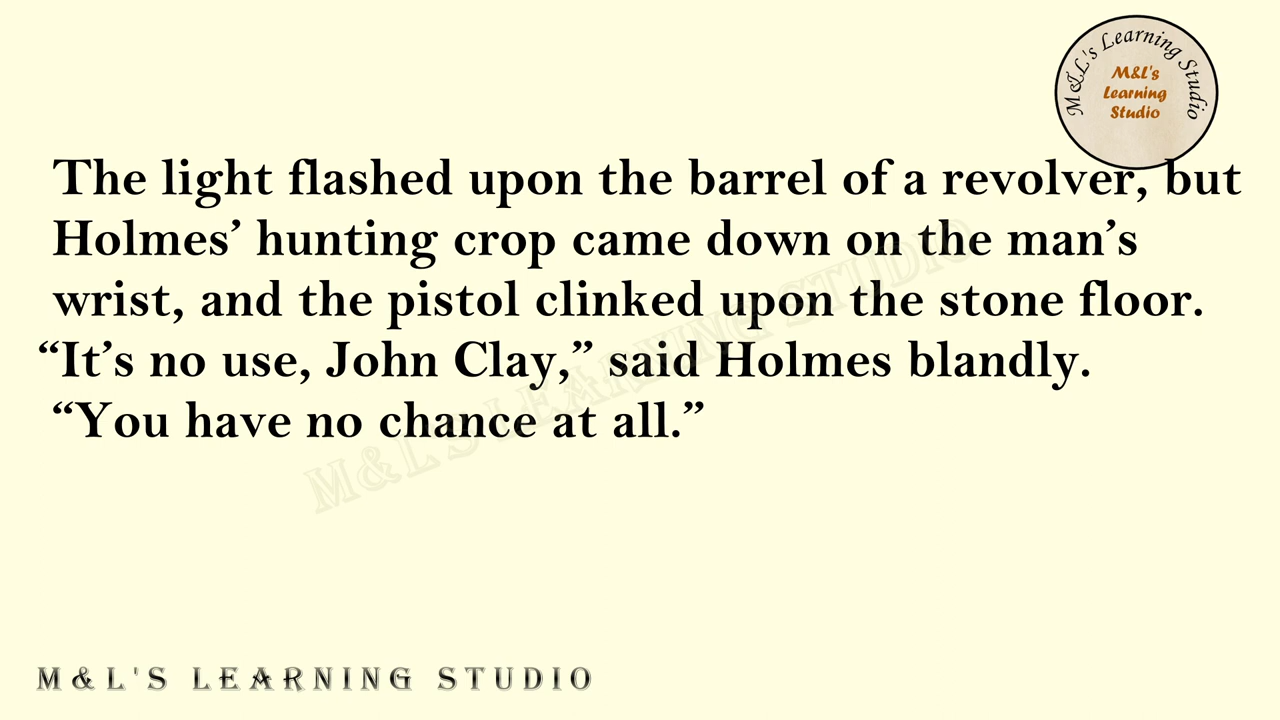 M&L's Learning Studio
M&L's
Learning
Studio
The light flashed upon the barrel of a revolver, but
Holmes’ hunting crop came down on the man’s
wrist, and the pistol clinked upon the stone floor.
“It’s no use, John Clay,” said Holmes blandly.
“You have no chance at all.”
M&L'S LEARNING STUDIO
M&L'S LEARNING STUDIO